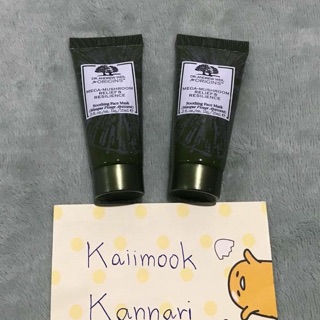 DR. ANDREW WEIL
for ORIGINS
MEGA-MUSHROOM
RELIEF &
RESILIENCE
Soothing Face Mask
DR. ANDREW WEIL
for ORIGINS
MEGA-MUSHROOM
RELIEF &
RESILIENCE
Soothing Face Mask
Kaiimook
Kannari